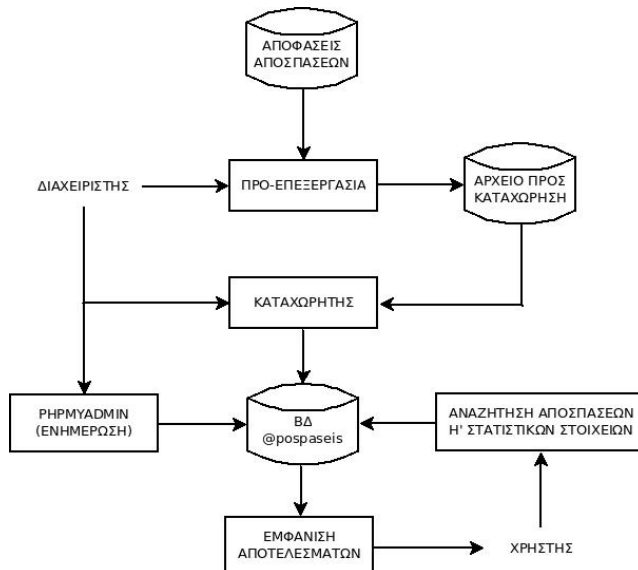 ΑΠΟΦΑΣΕΙΣ
ΑΠΟΣΠΑΣΕΩΝ
ΔΙΑΧΕΙΡΙΣΤΗΣ
ΠΡΟ-ΕΠΕΞΕΡΓΑΣΙΑ
ΑΡΧΕΙΟ ΠΡΟΣ
ΚΑΤΑΧΩΡΗΣΗ
ΚΑΤΑΧΩΡΗΤΗΣ
PHPMYADMIN
(ΕΝΗΜΕΡΩΣΗ)
ΒΔ
@pospaseis
ΑΝΑΖΗΤΗΣΗ ΑΠΟΣΠΑΣΕΩΝ
Η' ΣΤΑΤΙΣΤΙΚΩΝ ΣΤΟΙΧΕΙΩΝ
ΕΜΦΑΝΙΣΗ
ΑΠΟΤΕΛΕΣΜΑΤΩΝ
ΧΡΗΣΤΗΣ